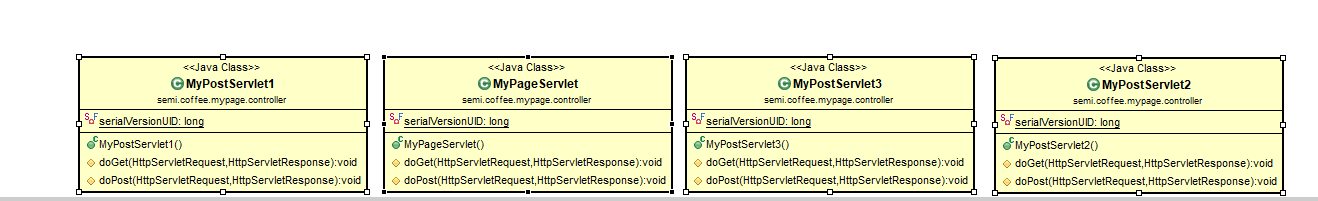 <<Java Class>>
MyPostServlet1
semi.coffee.mypage.controller
serialVersionUID: long
MyPostServlet1()
doGet(HttpServletRequest,HttpServletResponse):void
doPost(HttpServletRequest,HttpServletResponse):void
<<Java Class>>
MyPageServlet
semi.coffee.mypage.controller
serialVersionUID: long
MyPageServlet()
doGet(HttpServletRequest,HttpServletResponse):void
doPost(HttpServletRequest,HttpServletResponse):void
<<Java Class>>
MyPostServlet3
semi.coffee.mypage.controller
serialVersionUID: long
MyPostServlet3()
doGet(HttpServletRequest,HttpServletResponse):void
doPost(HttpServletRequest,HttpServletResponse):void
<<Java Class>>
MyPostServlet2
semi.coffee.mypage.controller
serialVersionUID: long
MyPostServlet2()
doGet(HttpServletRequest,HttpServletResponse):void
doPost(HttpServletRequest,HttpServletResponse):void